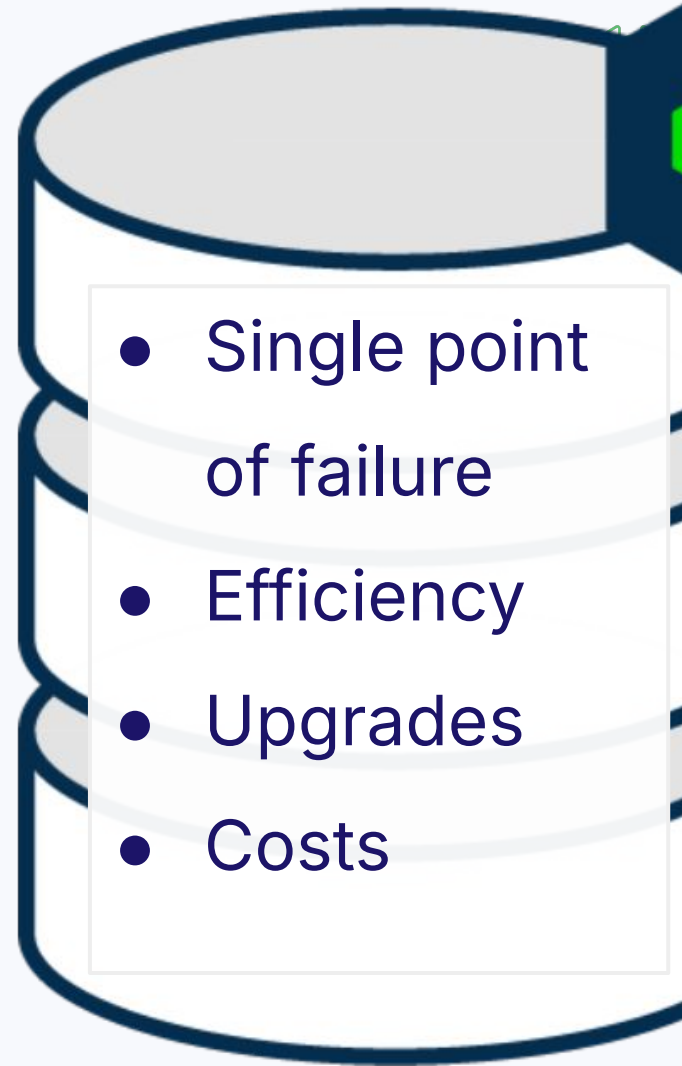 ● Single point
of failure
● Efficiency
● Upgrades
● Costs